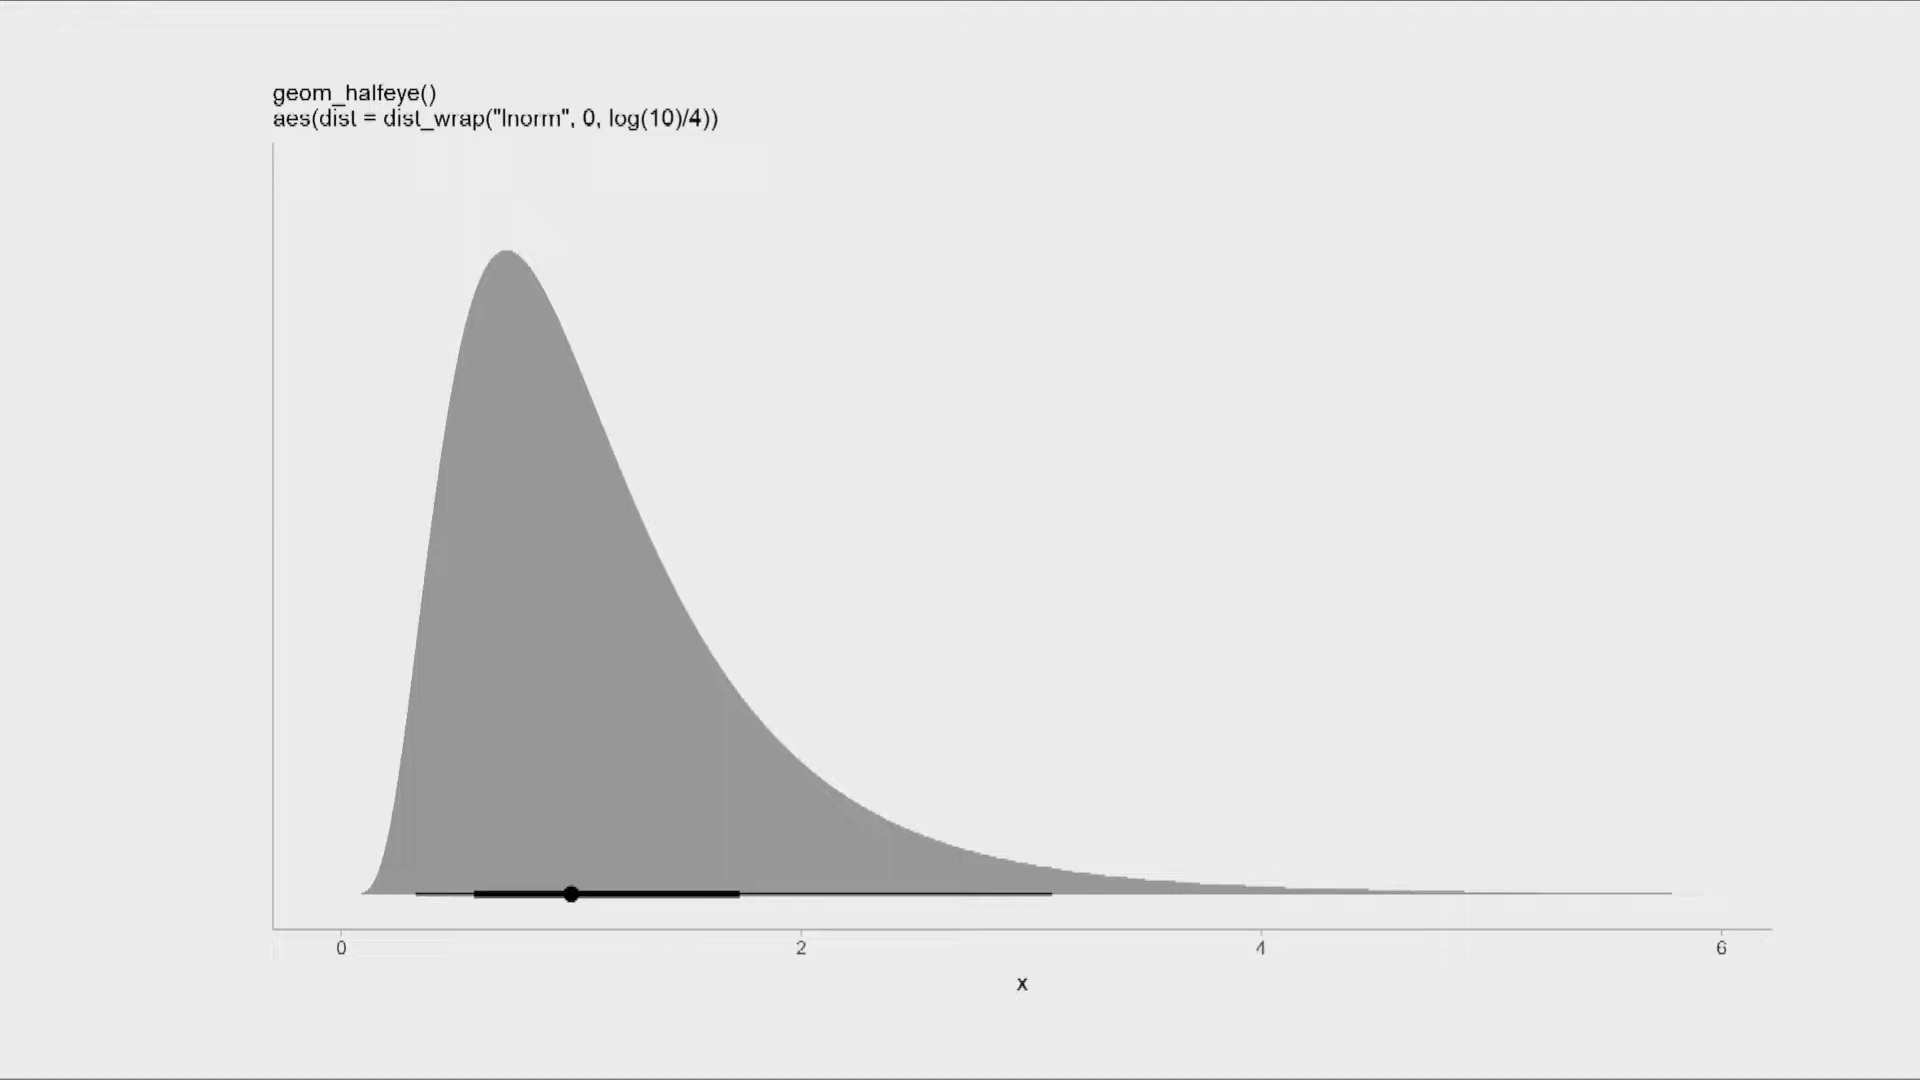 geom_halfeye()
aes(dist = dist_wrap("lnorm", 0, log(10)/4))
0 2 4 6
x